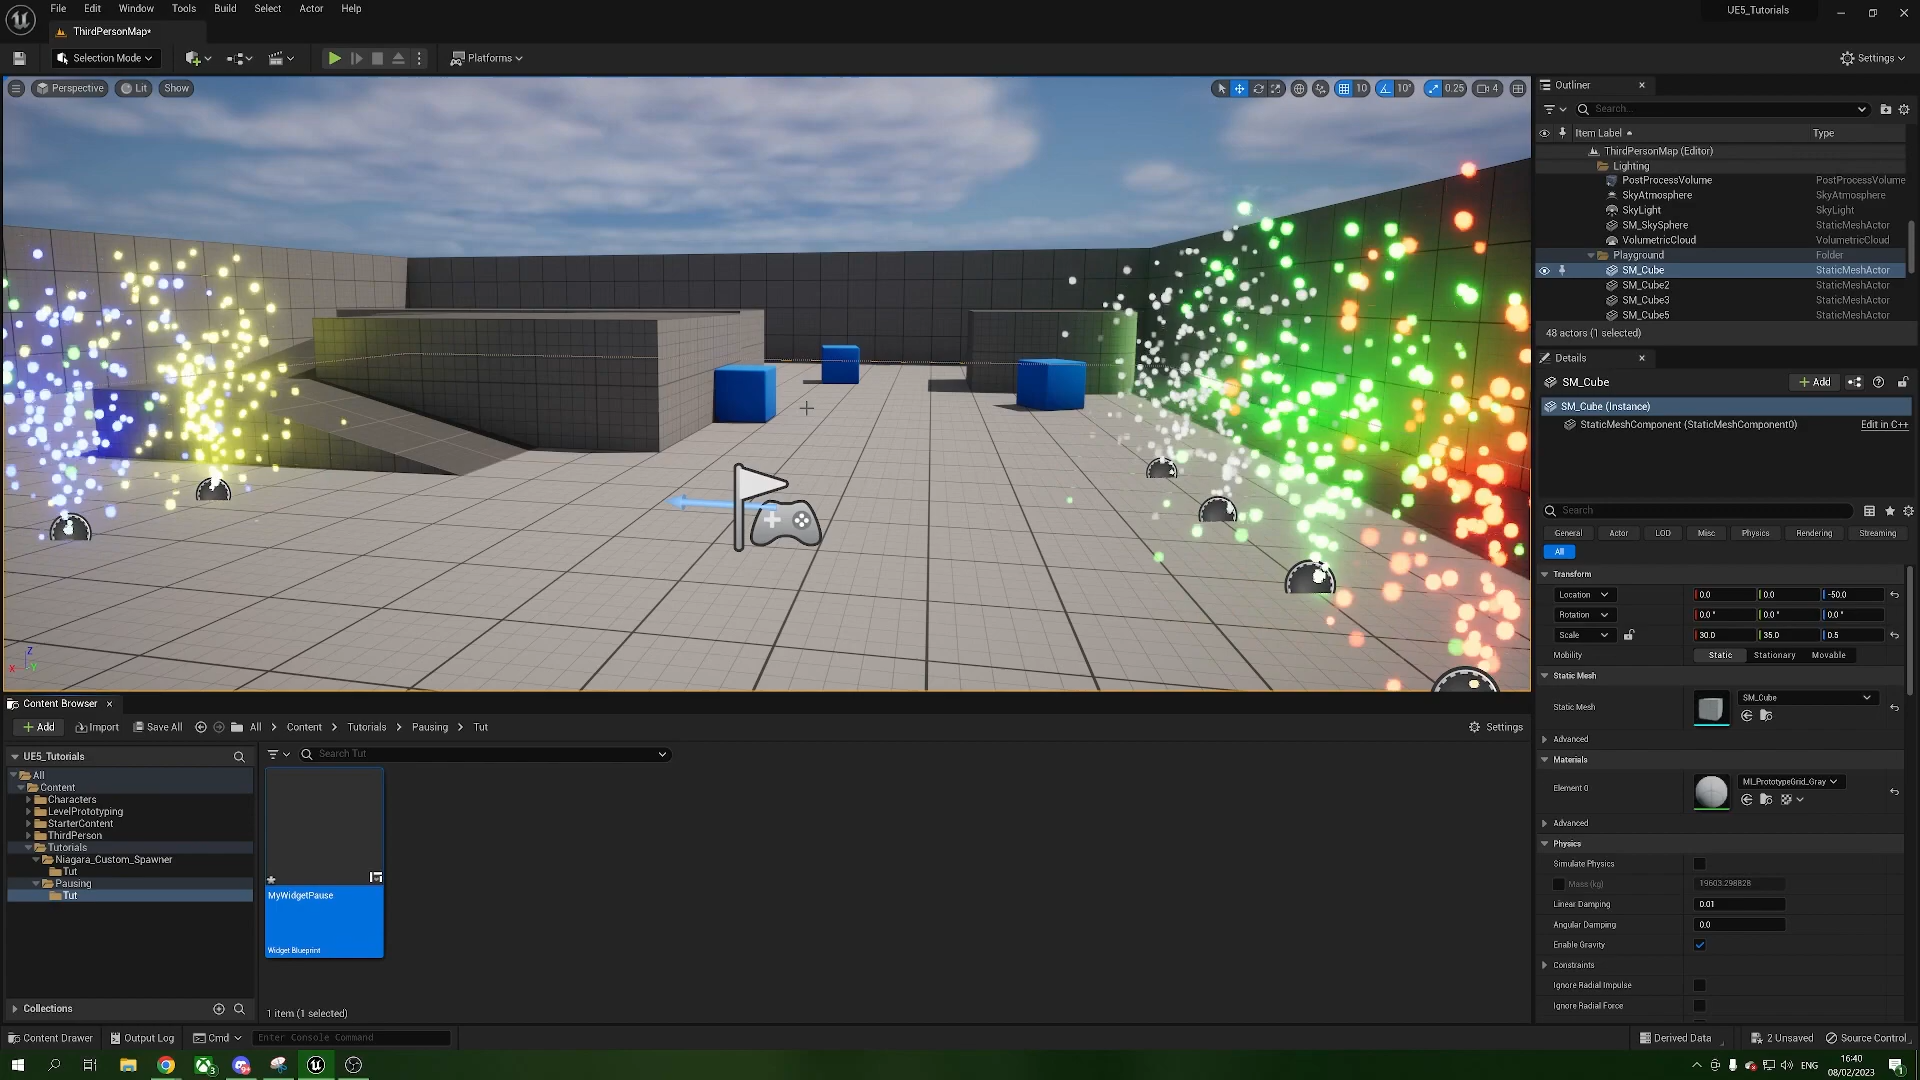 File Edit Window Tools Build Select Actor Help
UE5_Tutorials
ThirdPersonMap*
Selection Mode
Platforms
Settings
Perspective Lit Show
10 10° 0.25 4
Outliner
Search...
Item Label Type
ThirdPersonMap (Editor)
Lighting
PostProcessVolume PostProcessVolume
SkyAtmosphere SkyAtmosphere
SkyLight SkyLight
SM_SkySphere StaticMeshActor
VolumetricCloud VolumetricCloud
Playground Folder
SM_Cube StaticMeshActor
SM_Cube2 StaticMeshActor
SM_Cube3 StaticMeshActor
SM_Cube5 StaticMeshActor
48 actors (1 selected)
Details
SM_Cube
Add
SM_Cube (Instance)
StaticMeshComponent (StaticMeshComponent0) Edit in C++
Search
General Actor LOD Misc Physics Rendering Streaming
All
Transform
Location 0.0 0.0 -50.0
Rotation 0.0° 0.0° 0.0°
Scale 30.0 35.0 0.5
Mobility Static Stationary Movable
Static Mesh
Static Mesh SM_Cube
Advanced
Materials
Element 0 MI_PrototypeGrid_Gray
Advanced
Physics
Simulate Physics
Mass (kg) 19603.298828
Linear Damping 0.01
Angular Damping 0.0
Enable Gravity
Constraints
Ignore Radial Impulse
Ignore Radial Force
Z
X Y
Content Browser
Add Import Save All All Content Tutorials Pausing Tut Settings
UE5_Tutorials
Search Tut
All
Content
Characters
LevelPrototyping
StarterContent
ThirdPerson
Tutorials
Niagara_Custom_Spawner
Tut
Pausing
Tut
MyWidgetPause
Widget Blueprint
Collections
1 item (1 selected)
Content Drawer Output Log Cmd Enter Console Command Derived Data 2 Unsaved Source Control
ENG
16:40
08/02/2023